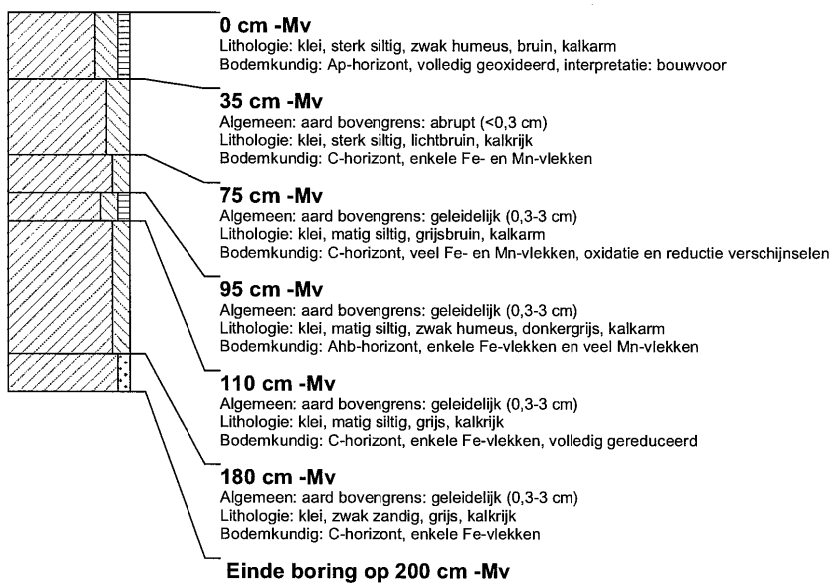 0 cm -Mv
Lithologie: klei, sterk siltig, zwak humeus, bruin, kalkarm
Bodemkundig: Ap-horizont, volledig geoxideerd, interpretatie: bouwvoor
35 cm -Mv
Algemeen: aard bovengrens: abrupt (<0,3 cm)
Lithologie: klei, sterk siltig, lichtbruin, kalkrijk
Bodemkundig: C-horizont, enkele Fe- en Mn-vlekken
75 cm -Mv
Algemeen: aard bovengrens: geleidelijk (0,3-3 cm)
Lithologie: klei, matig siltig, grijsbruin, kalkarm
Bodemkundig: C-horizont, veel Fe- en Mn-vlekken, oxidatie en reductie verschijnselen
95 cm -Mv
Algemeen: aard bovengrens: geleidelijk (0,3-3 cm)
Lithologie: klei, matig siltig, zwak humeus, donkergrijs, kalkarm
Bodemkundig: Ahb-horizont, enkele Fe-vlekken en veel Mn-vlekken
110 cm -Mv
Algemeen: aard bovengrens: geleidelijk (0,3-3 cm)
Lithologie: klei, matig siltig, grijs, kalkrijk
Bodemkundig: C-horizont, enkele Fe-vlekken, volledig gereduceerd
180 cm -Mv
Algemeen: aard bovengrens: geleidelijk (0,3-3 cm)
Lithologie: klei, zwak zandig, grijs, kalkrijk
Bodemkundig: C-horizont, enkele Fe-vlekken
Einde boring op 200 cm -Mv